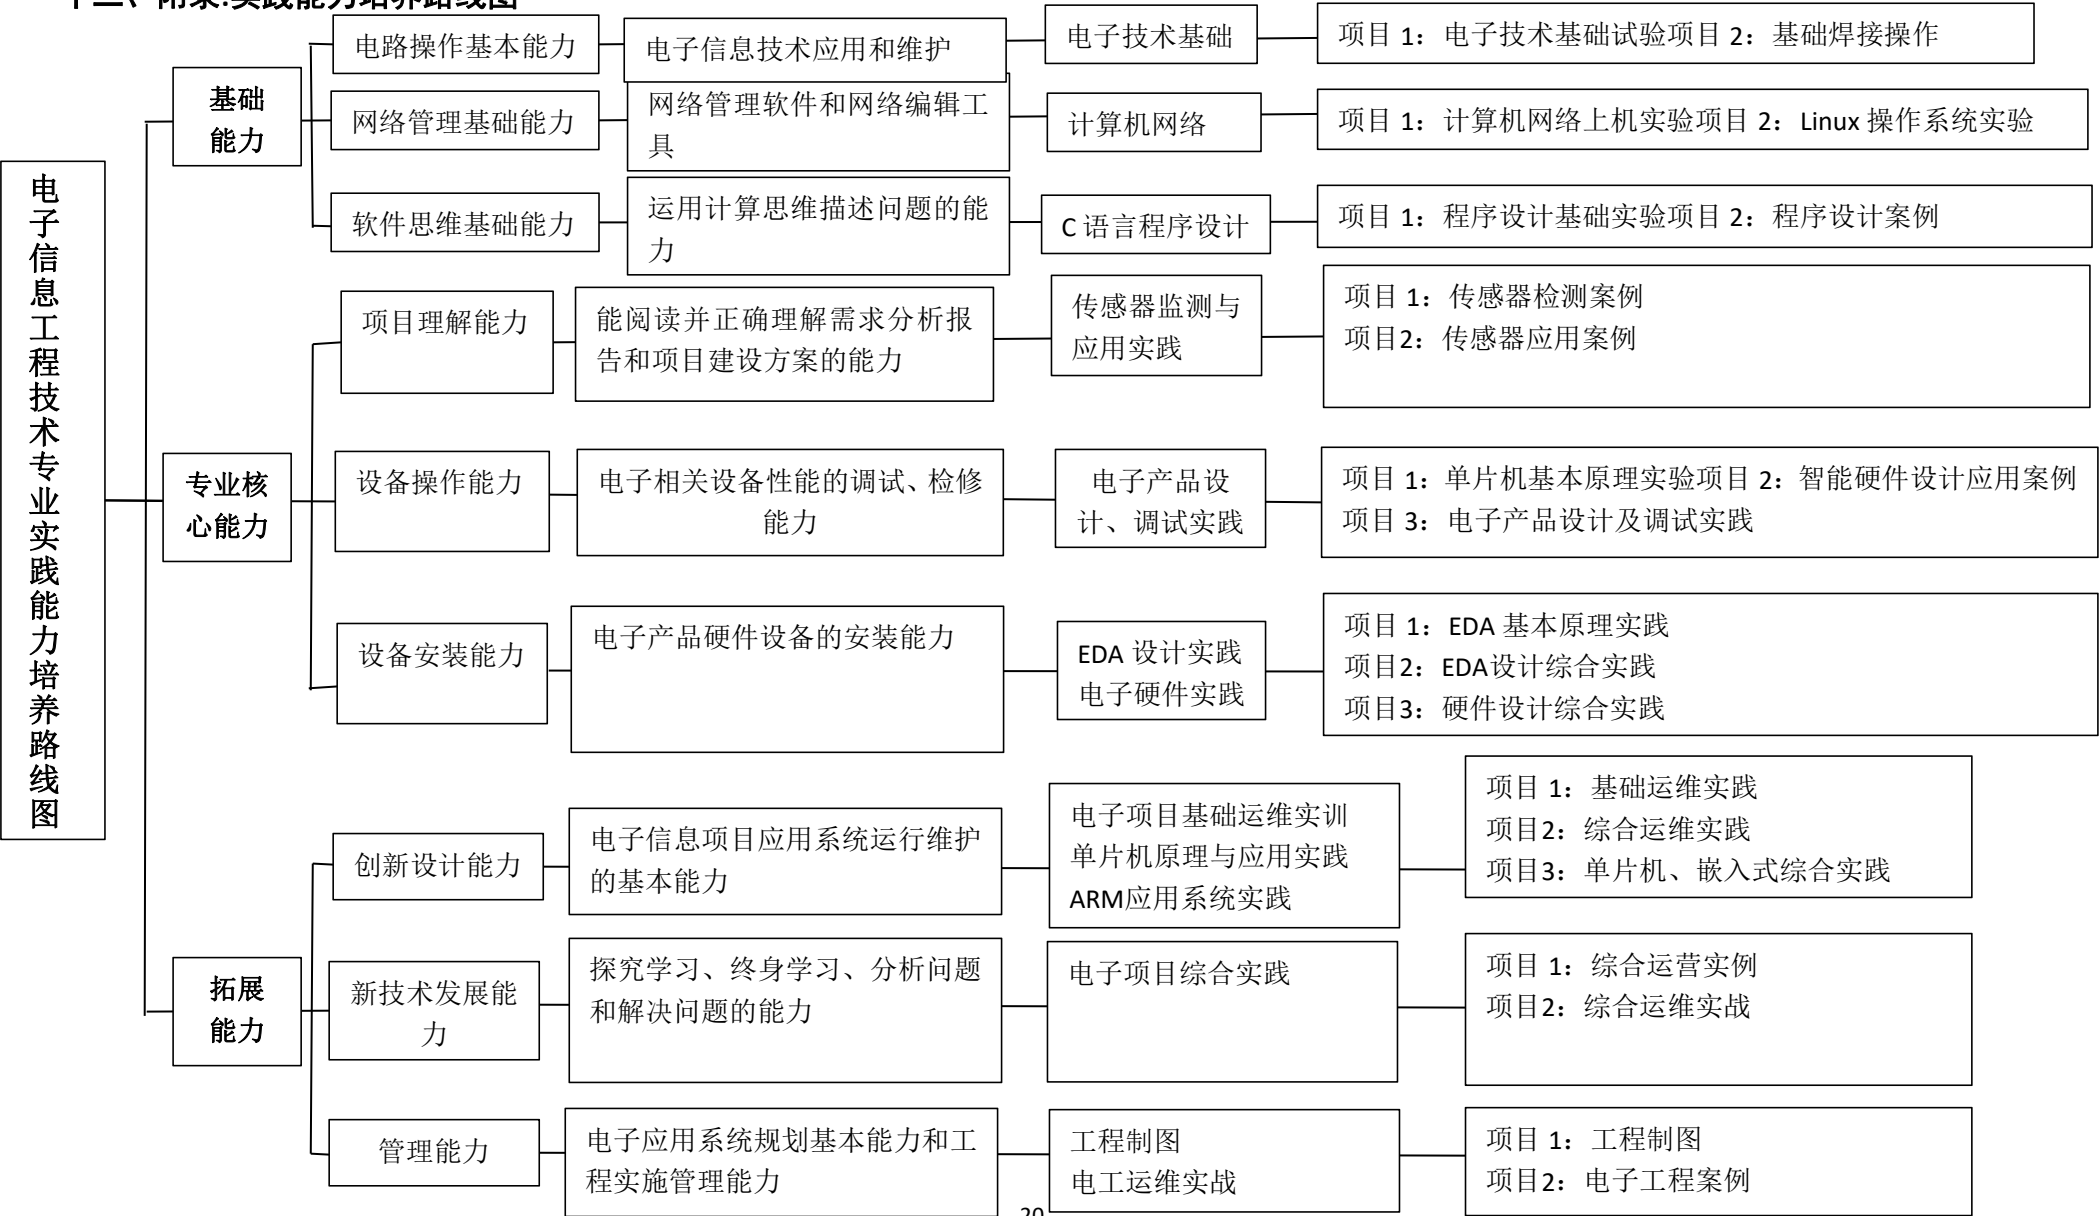 十二、附录:实践能力培养路线图
电子信息工程技术专业实践能力培养路线图
基础
能力
电路操作基本能力
电子信息技术应用和维护
电子技术基础
项目 1：电子技术基础试验项目 2：基础焊接操作
网络管理基础能力
网络管理软件和网络编辑工
具
计算机网络
项目 1：计算机网络上机实验项目 2：Linux 操作系统实验
软件思维基础能力
运用计算思维描述问题的能
力
C 语言程序设计
项目 1：程序设计基础实验项目 2：程序设计案例
专业核
心能力
项目理解能力
能阅读并正确理解需求分析报
告和项目建设方案的能力
传感器监测与
应用实践
项目 1：传感器检测案例
项目2：传感器应用案例
设备操作能力
电子相关设备性能的调试、检修
能力
电子产品设
计、调试实践
项目 1：单片机基本原理实验项目 2：智能硬件设计应用案例
项目 3：电子产品设计及调试实践
设备安装能力
电子产品硬件设备的安装能力
EDA 设计实践
电子硬件实践
项目 1：EDA 基本原理实践
项目2：EDA设计综合实践
项目3：硬件设计综合实践
拓展
能力
创新设计能力
电子信息项目应用系统运行维护
的基本能力
电子项目基础运维实训
单片机原理与应用实践
ARM应用系统实践
项目 1：基础运维实践
项目2：综合运维实践
项目3：单片机、嵌入式综合实践
新技术发展能
力
探究学习、终身学习、分析问题
和解决问题的能力
电子项目综合实践
项目 1：综合运营实例
项目2：综合运维实战
管理能力
电子应用系统规划基本能力和工
程实施管理能力
工程制图
电工运维实战
项目 1：工程制图
项目2：电子工程案例
20